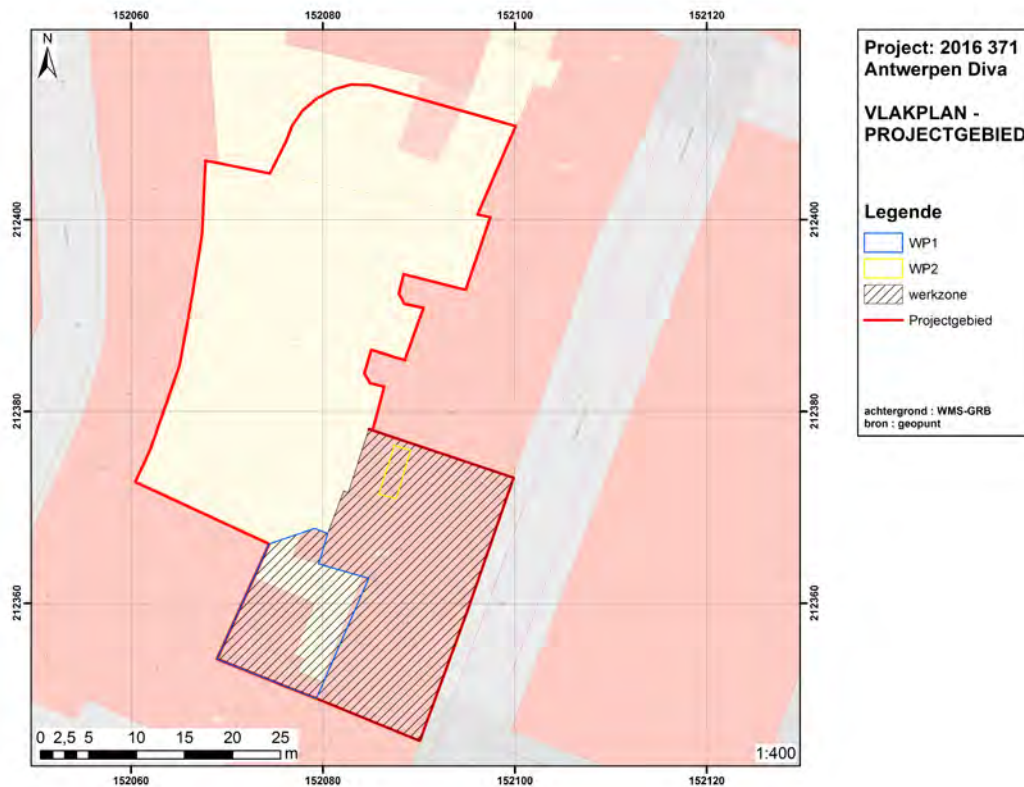 152060
152080
152100
152120
N
212400
212380
212360
212400
212380
212360
0 2,5 5 10 15 20 25
m
1:400
152060
152080
152100
152120
Project: 2016 371
Antwerpen Diva
VLAKPLAN -
PROJECTGEBIED
Legende
WP1
WP2
werkzone
Projectgebied
achtergrond : WMS-GRB
bron : geopunt